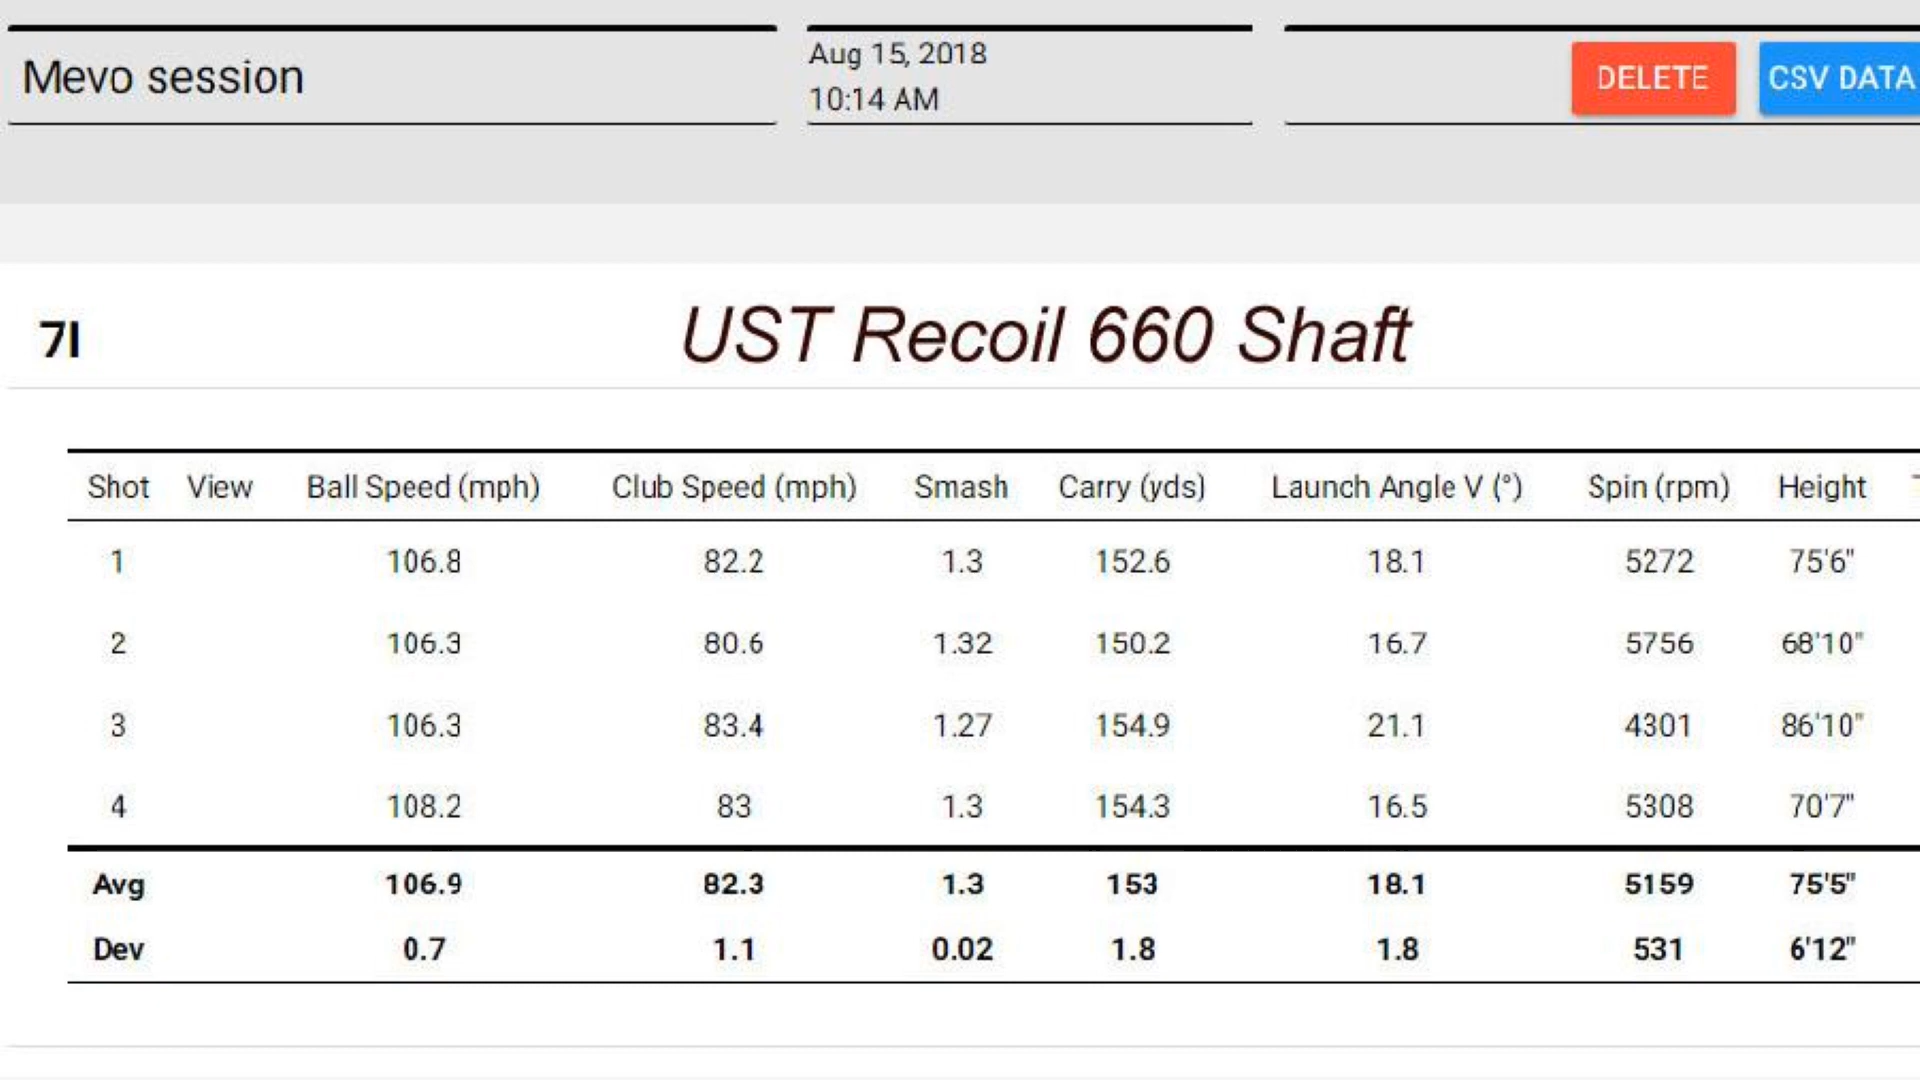 Mevo session
Aug 15, 2018
10:14 AM
DELETE
CSV DATA
7I
UST Recoil 660 Shaft
Shot View Ball Speed (mph) Club Speed (mph) Smash Carry (yds) Launch Angle V (°) Spin (rpm) Height
1 106.8 82.2 1.3 152.6 18.1 5272 75'6"
2 106.3 80.6 1.32 150.2 16.7 5756 68'10"
3 106.3 83.4 1.27 154.9 21.1 4301 86'10"
4 108.2 83 1.3 154.3 16.5 5308 70'7"
Avg 106.9 82.3 1.3 153 18.1 5159 75'5"
Dev 0.7 1.1 0.02 1.8 1.8 531 6'12"